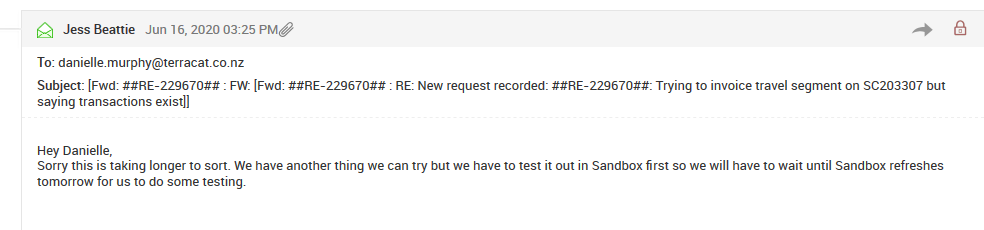 Jess Beattie Jun 16, 2020 03:25 PM
To: danielle.murphy@terracat.co.nz
Subject: [Fwd: ##RE-229670## : FW: [Fwd: ##RE-229670## : RE: New request recorded: ##RE-229670##: Trying to invoice travel segment on SC203307 but
saying transactions exist]]
Hey Danielle,
Sorry this is taking longer to sort. We have another thing we can try but we have to test it out in Sandbox first so we will have to wait until Sandbox refreshes
tomorrow for us to do some testing.